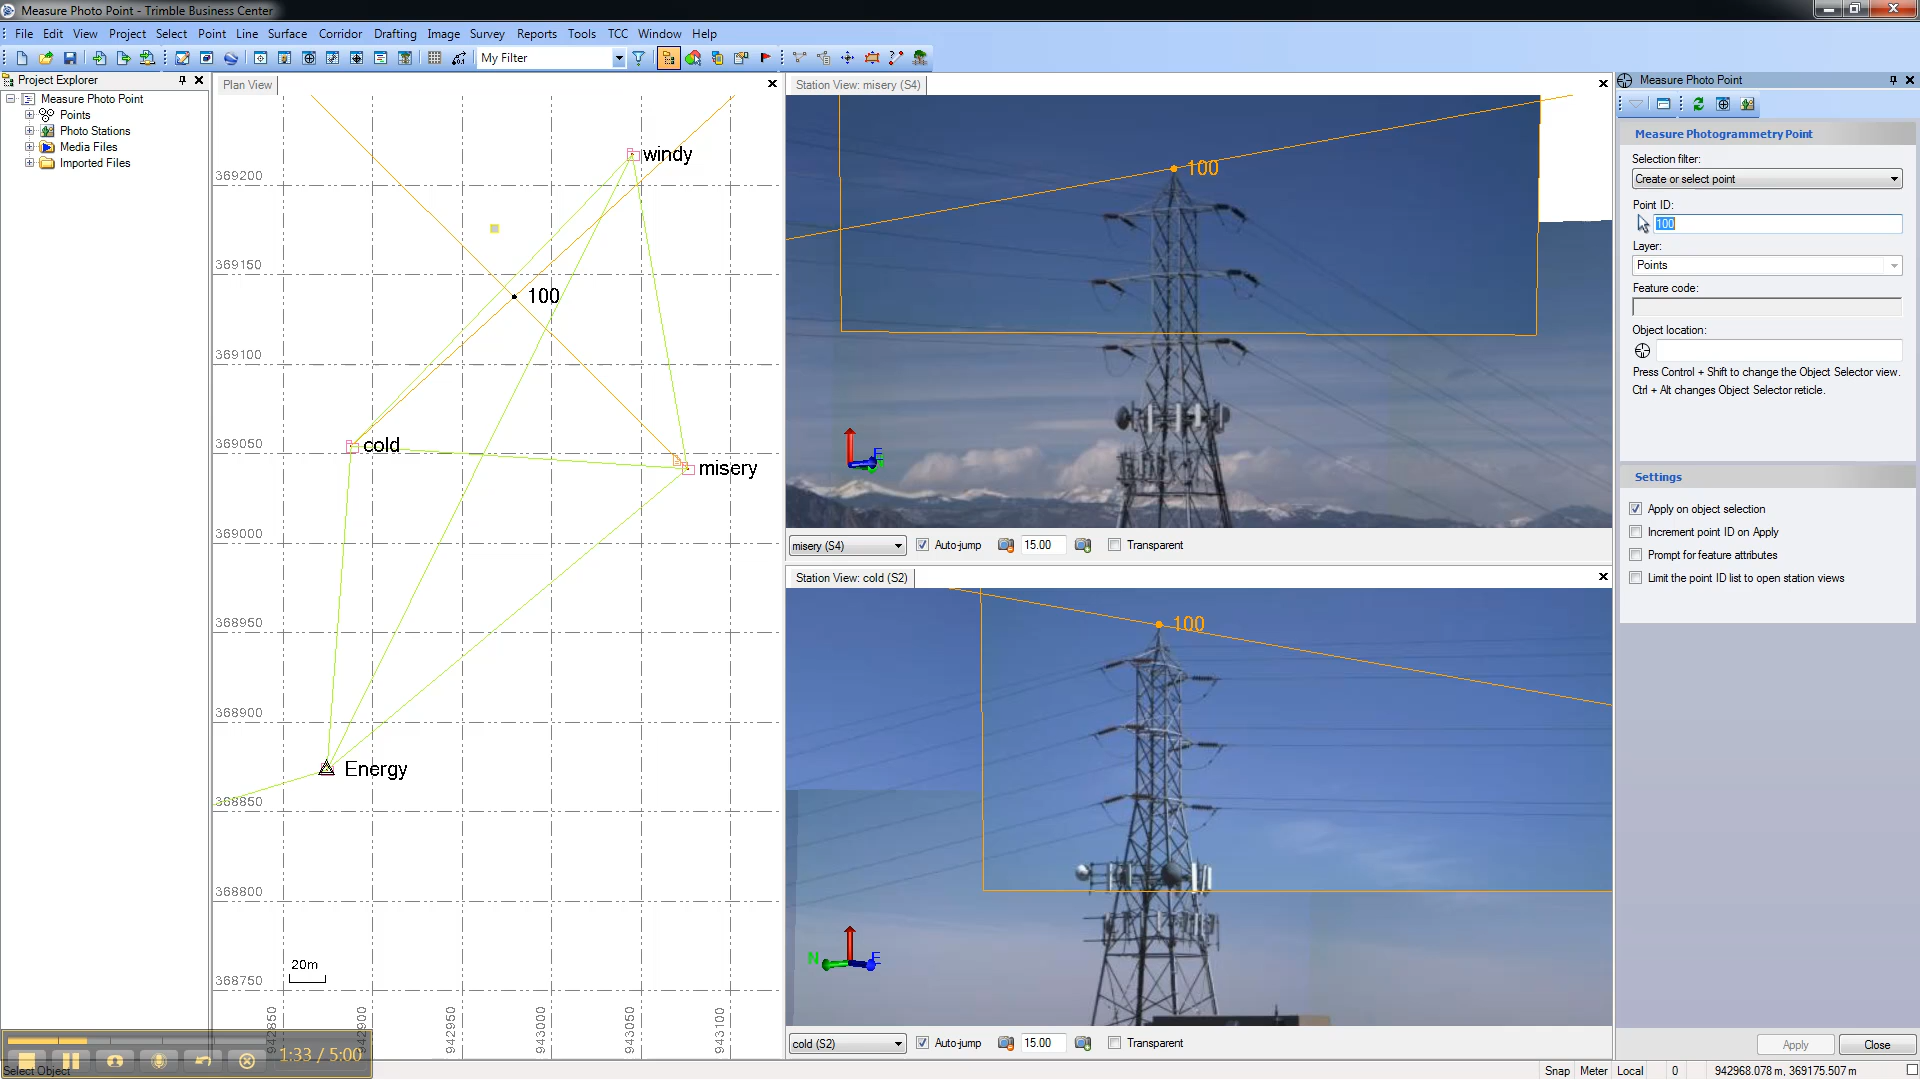 Measure Photo Point - Trimble Business Center
File Edit View Project Select Point Line Surface Corridor Drafting Image Survey Reports Tools TCC Window Help
My Filter
Project Explorer
Measure Photo Point
Points
Photo Stations
Media Files
Imported Files
Plan View
windy
369200
369150
100
369100
369050
cold
misery
369000
368950
368900
Energy
368850
368800
20m
368750
942850
942900
942950
943000
943050
943100
1:33 / 5:00
Select Object
Station View: misery (S4)
100
E
misery (S4)
Auto-jump
15.00
Transparent
Station View: cold (S2)
100
N
E
cold (S2)
Auto-jump
15.00
Transparent
Measure Photo Point
Measure Photogrammetry Point
Selection filter:
Create or select point
Point ID:
100
Layer:
Points
Feature code:
Object location:
Press Control + Shift to change the Object Selector view.
Ctrl + Alt changes Object Selector reticle.
Settings
Apply on object selection
Increment point ID on Apply
Prompt for feature attributes
Limit the point ID list to open station views
Apply
Close
Snap Meter Local 0 942968.078 m, 369175.507 m